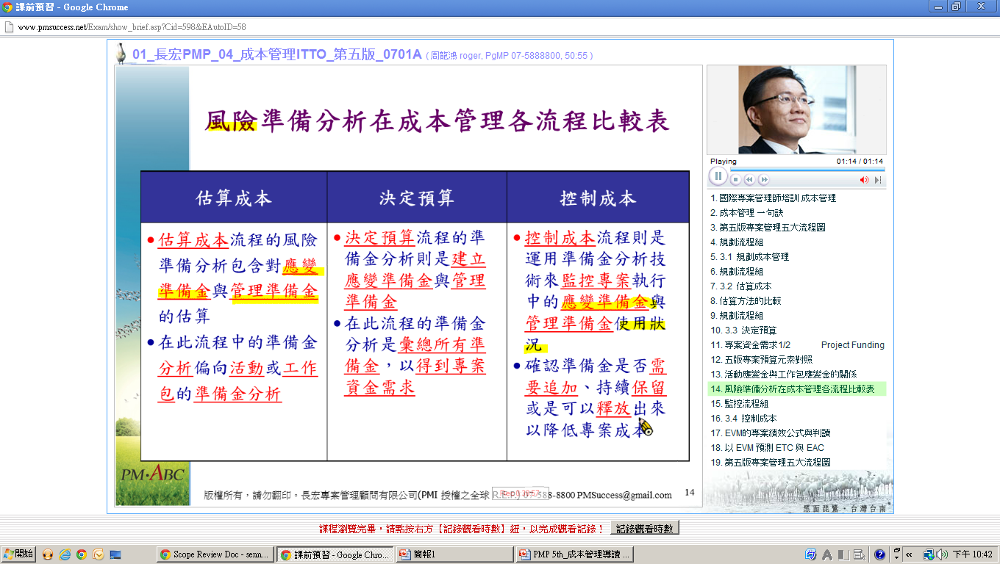 課前預習 - Google Chrome
www.pmsuccess.net/Exam/show_brief.asp?Cid=598&EAutoID=58
01_長宏PMP_04_成本管理ITTO_第五版_0701A ( 周龍鴻 roger, PgMP 07-5888800, 50:55 )
風險準備分析在成本管理各流程比較表
估算成本
•估算成本流程的風險
準備分析包含對應變
準備金與管理準備金
的估算
•在此流程中的準備金
分析偏向活動或工作
包的準備金分析
決定預算
•決定預算流程的準
備金分析則是建立
應變準備金與管理
準備金
•在此流程的準備金
分析是彙總所有準
備金，以得到專案
資金需求
控制成本
•控制成本流程則是
運用準備金分析技
術來監控專案執行
中的應變準備金與
管理準備金使用狀
況
•確認準備金是否需
要追加、持續保留
或是可以釋放出來
以降低專案成本
PM·ABC
版權所有，請勿翻印。長宏專案管理顧問有限公司(PMI 授權之全球 R.E.P.) 07-588-8800 PMSuccess@gmail.com
14
Playing
01:14 / 01:14
1. 國際專案管理師培訓 成本管理
2. 成本管理 一句訣
3. 第五版專案管理五大流程圖
4. 規劃流程組
5. 3.1 規劃成本管理
6. 規劃流程組
7. 3.2 估算成本
8. 估算方法的比較
9. 規劃流程組
10. 3.3 決定預算
11. 專案資金需求1/2 Project Funding
12. 五版專案預算元素對照
13. 活動應變金與工作包應變金的關係
14. 風險準備分析在成本管理各流程比較表
15. 監控流程組
16. 3.4 控制成本
17. EVM的專案績效公式與判讀
18. 以 EVM 預測 ETC 與 EAC
19. 第五版專案管理五大流程圖
黑面琵鷺・台灣台南
課程瀏覽完畢，請點按右方【記錄觀看時數】鈕，以完成觀看記錄！
記錄觀看時數
開始
Scope Review Doc - senn...
課前預習 - Google Chro...
簡報1
PMP 5th_成本管理導讀 ...
下午 10:42